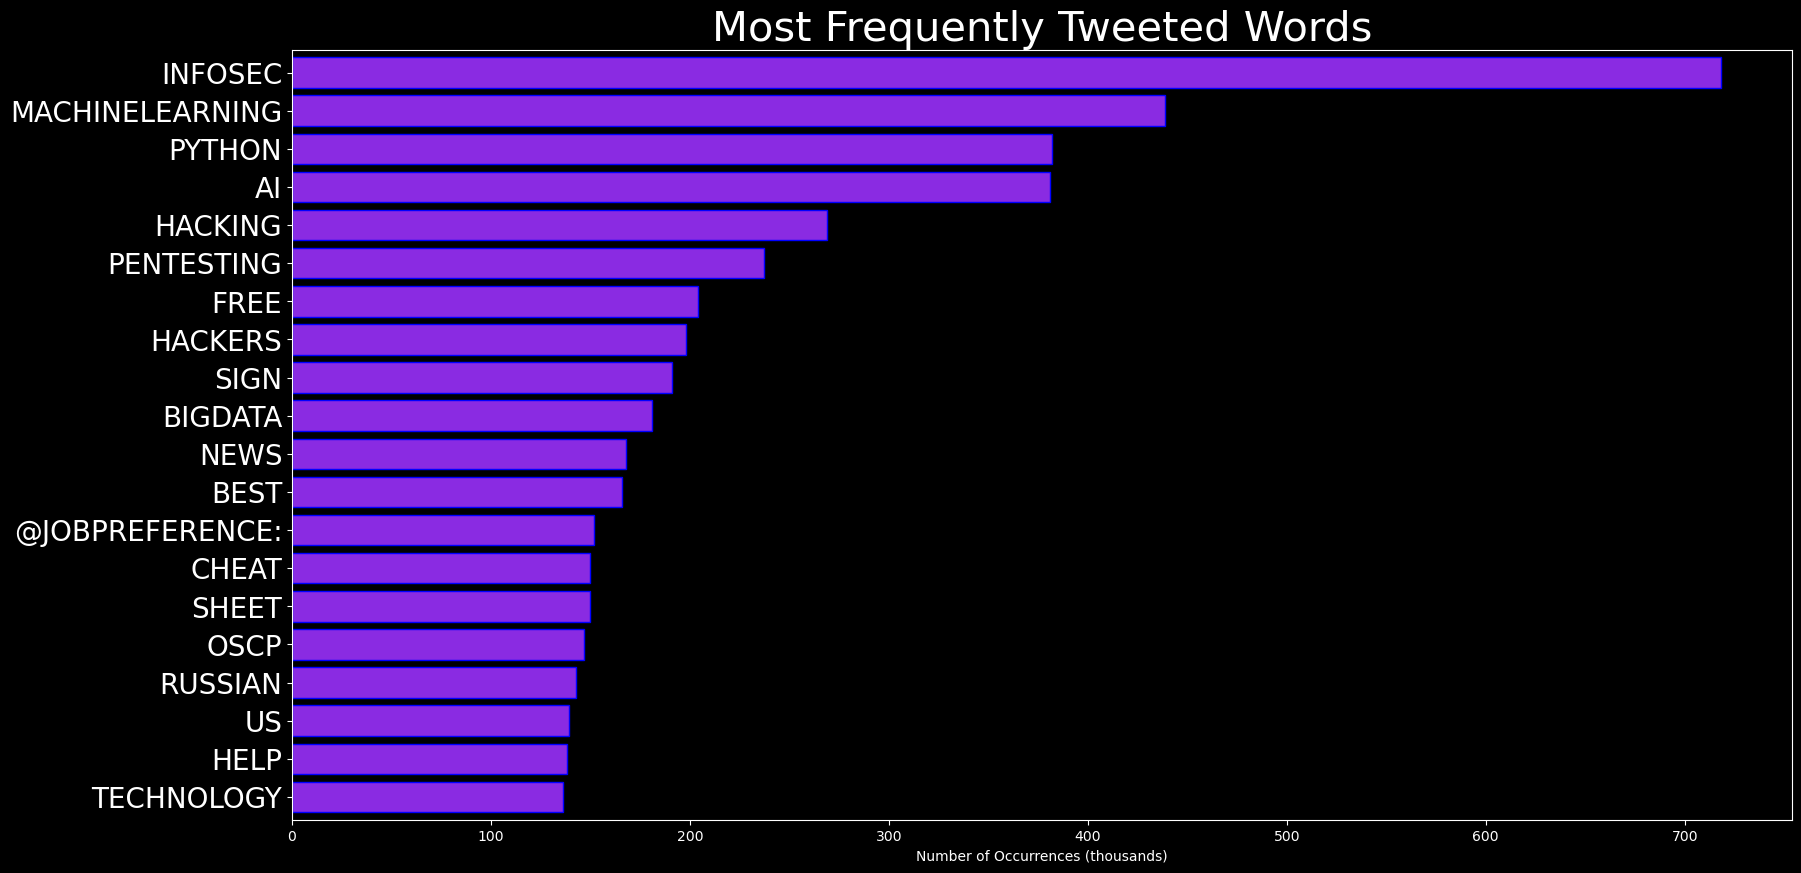 Most Frequently Tweeted Words
INFOSEC
MACHINELEARNING
PYTHON
AI
HACKING
PENTESTING
FREE
HACKERS
SIGN
BIGDATA
NEWS
BEST
@JOBPREFERENCE:
CHEAT
SHEET
OSCP
RUSSIAN
US
HELP
TECHNOLOGY
0 100 200 300 400 500 600 700
Number of Occurrences (thousands)